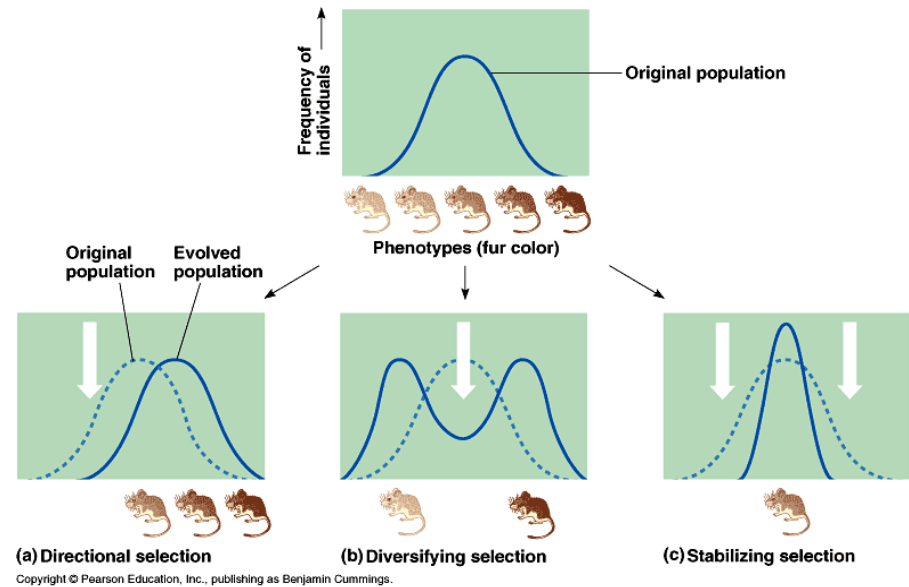 Frequency of
individuals
Original population
Phenotypes (fur color)
Original
population
Evolved
population
(a) Directional selection
(b) Diversifying selection
(c) Stabilizing selection
Copyright © Pearson Education, Inc., publishing as Benjamin Cummings.